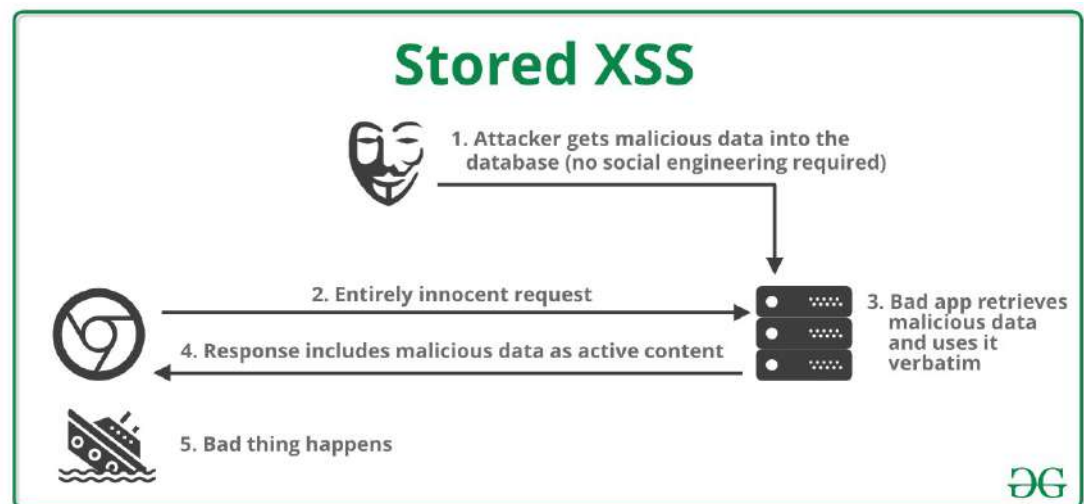 Stored XSS
1. Attacker gets malicious data into the
database (no social engineering required)
2. Entirely innocent request
3. Bad app retrieves
malicious data
and uses it
verbatim
4. Response includes malicious data as active content
5. Bad thing happens